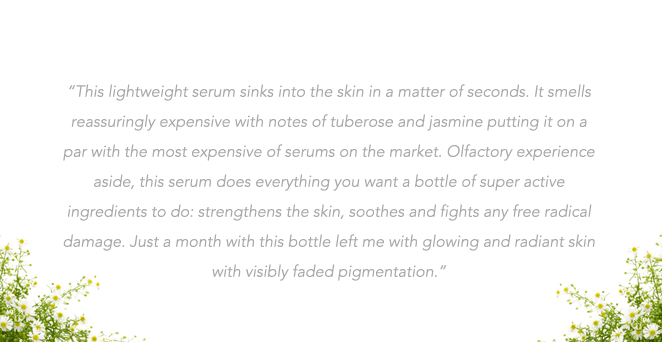 “This lightweight serum sinks into the skin in a matter of seconds. It smells
reassuringly expensive with notes of tuberose and jasmine putting it on a
par with the most expensive of serums on the market. Olfactory experience
aside, this serum does everything you want a bottle of super active
ingredients to do: strengthens the skin, soothes and fights any free radical
damage. Just a month with this bottle left me with glowing and radiant skin
with visibly faded pigmentation.”